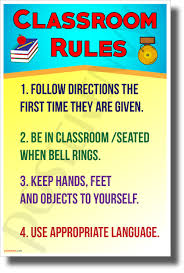 CLASSROOM
RULES
1. FOLLOW DIRECTIONS THE
FIRST TIME THEY ARE GIVEN.
2. BE IN CLASSROOM /SEATED
WHEN BELL RINGS.
3. KEEP HANDS, FEET
AND OBJECTS TO YOURSELF.
4. USE APPROPRIATE LANGUAGE.